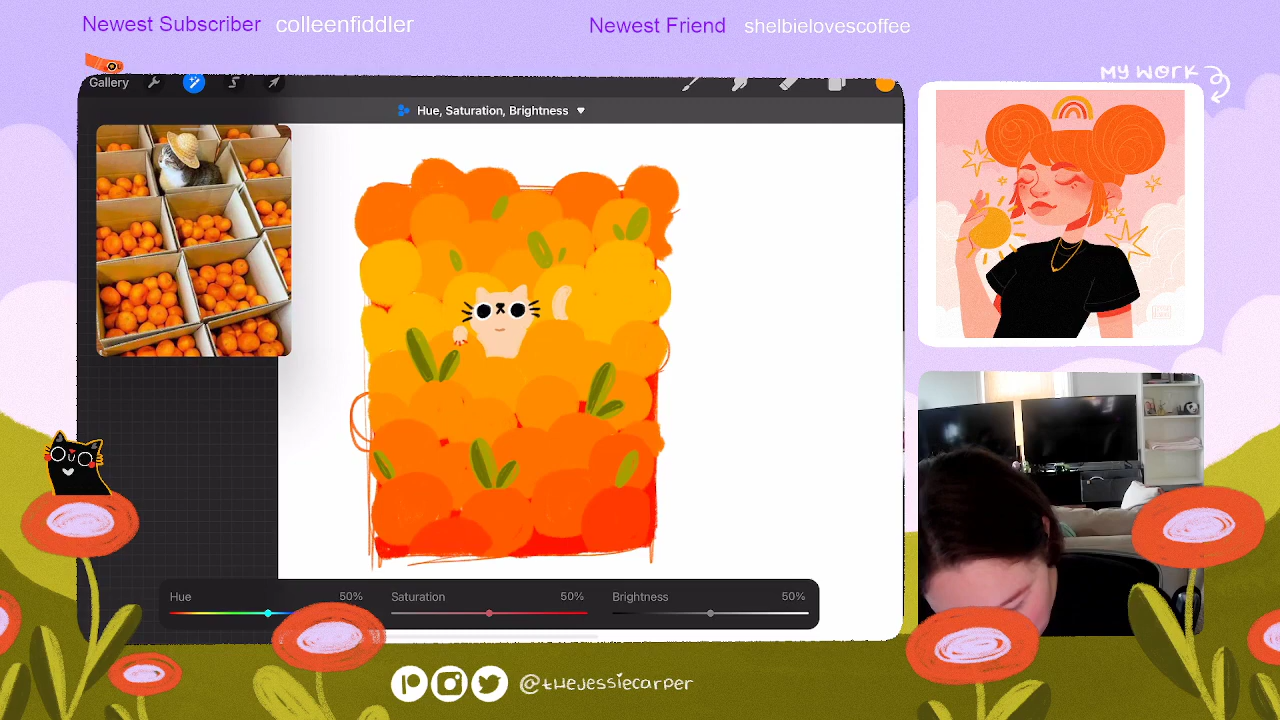 Newest Subscriber colleenfiddler
Newest Friend shelbielovescoffee
MY WORK
Gallery
Hue, Saturation, Brightness
Hue 50%
Saturation 50%
Brightness 50%
@tHeJessieCarper